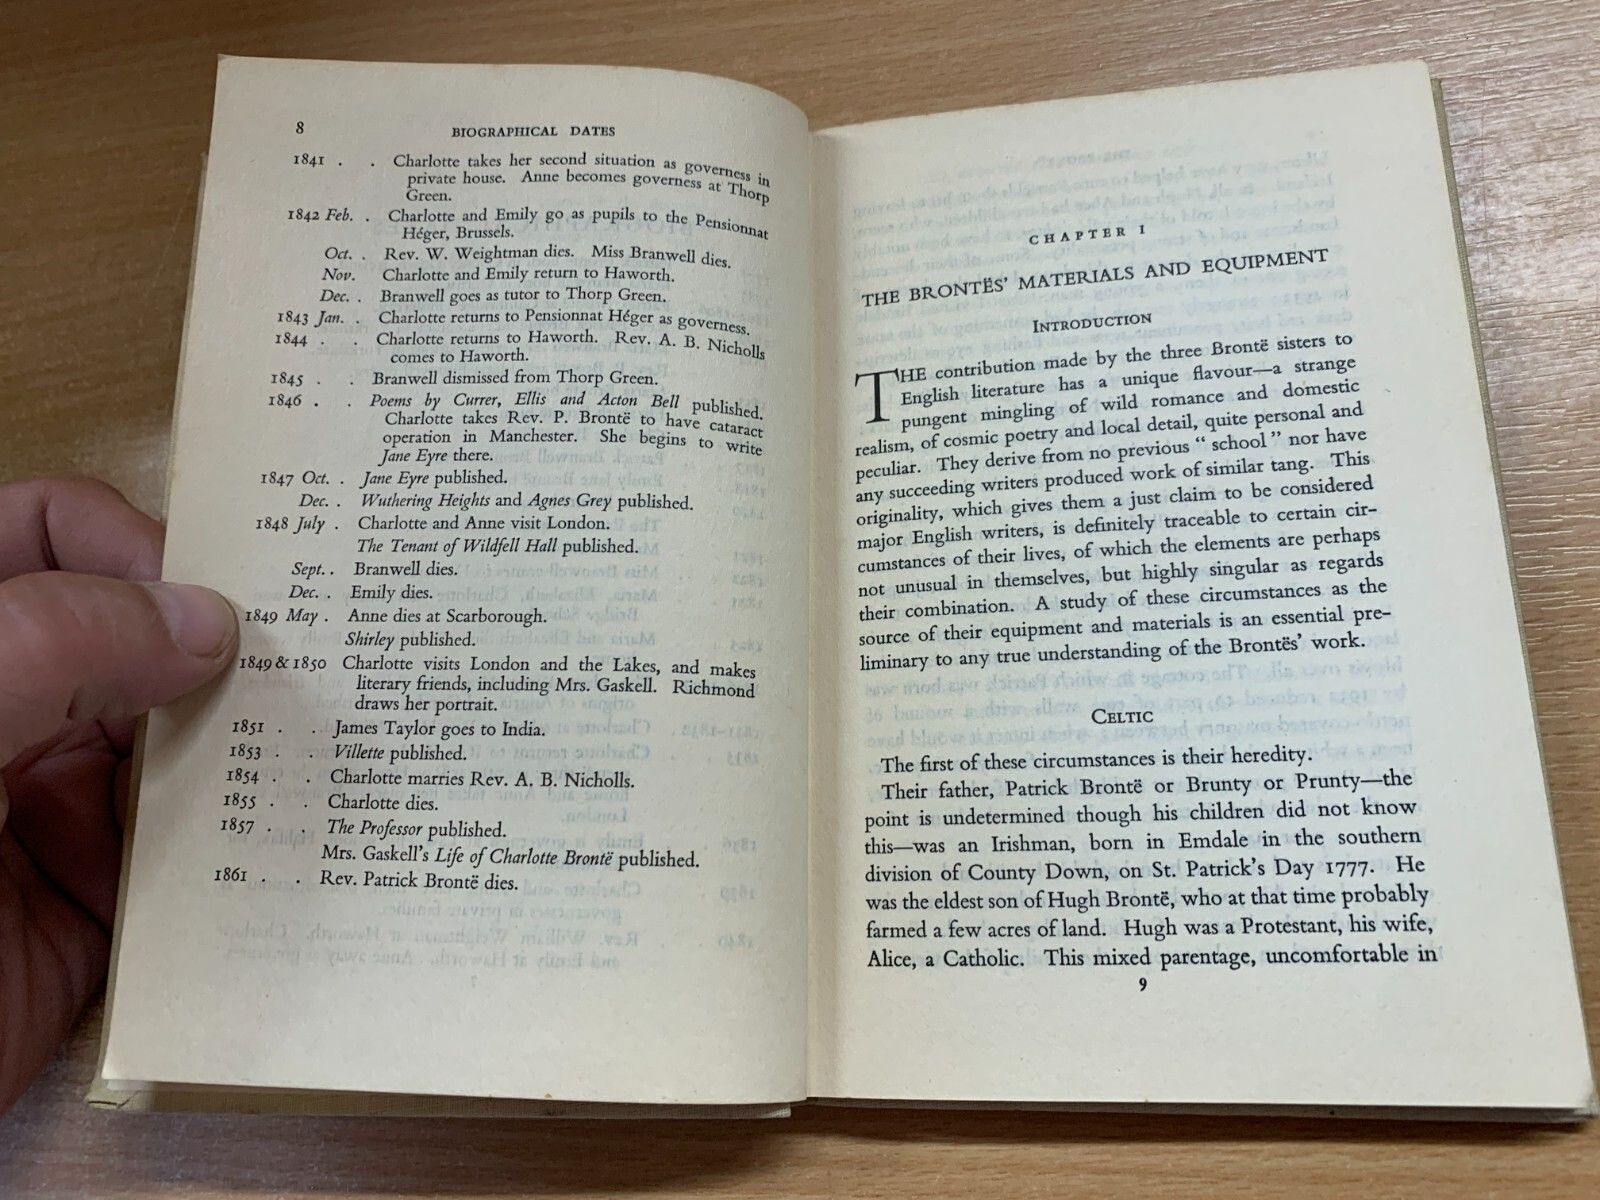 8
BIOGRAPHICAL DATES
1841 . . Charlotte takes her second situation as governess in
private house. Anne becomes governess at Thorp
Green.
1842 Feb. . Charlotte and Emily go as pupils to the Pensionnat
Héger, Brussels.
Oct. . Rev. W. Weightman dies. Miss Branwell dies.
Nov. Charlotte and Emily return to Haworth.
Dec. . Branwell goes as tutor to Thorp Green.
1843 Jan. . Charlotte returns to Pensionnat Héger as governess.
1844 . . Charlotte returns to Haworth. Rev. A. B. Nicholls
comes to Haworth.
1845 . . Branwell dismissed from Thorp Green.
1846 . . Poems by Currer, Ellis and Acton Bell published.
Charlotte takes Rev. P. Brontë to have cataract
operation in Manchester. She begins to write
Jane Eyre there.
1847 Oct. . Jane Eyre published.
Dec. . Wuthering Heights and Agnes Grey published.
1848 July . Charlotte and Anne visit London.
The Tenant of Wildfell Hall published.
Sept. . Branwell dies.
Dec. . Emily dies.
1849 May . Anne dies at Scarborough.
Shirley published.
1849 & 1850 Charlotte visits London and the Lakes, and makes
literary friends, including Mrs. Gaskell. Richmond
draws her portrait.
1851 . . James Taylor goes to India.
1853 . . Villette published.
1854 . . Charlotte marries Rev. A. B. Nicholls.
1855 . . Charlotte dies.
1857 . . The Professor published.
Mrs. Gaskell's Life of Charlotte Brontë published.
1861 . . Rev. Patrick Brontë dies.
CHAPTER I
THE BRONTËS' MATERIALS AND EQUIPMENT
INTRODUCTION
THE contribution made by the three Brontë sisters to
English literature has a unique flavour—a strange
pungent mingling of wild romance and domestic
realism, of cosmic poetry and local detail, quite personal and
peculiar. They derive from no previous " school " nor have
any succeeding writers produced work of similar tang. This
originality, which gives them a just claim to be considered
major English writers, is definitely traceable to certain cir-
cumstances of their lives, of which the elements are perhaps
not unusual in themselves, but highly singular as regards
their combination. A study of these circumstances as the
source of their equipment and materials is an essential pre-
liminary to any true understanding of the Brontës' work.
CELTIC
The first of these circumstances is their heredity.
Their father, Patrick Brontë or Brunty or Prunty—the
point is undetermined though his children did not know
this—was an Irishman, born in Emdale in the southern
division of County Down, on St. Patrick's Day 1777. He
was the eldest son of Hugh Brontë, who at that time probably
farmed a few acres of land. Hugh was a Protestant, his wife,
Alice, a Catholic. This mixed parentage, uncomfortable in
9